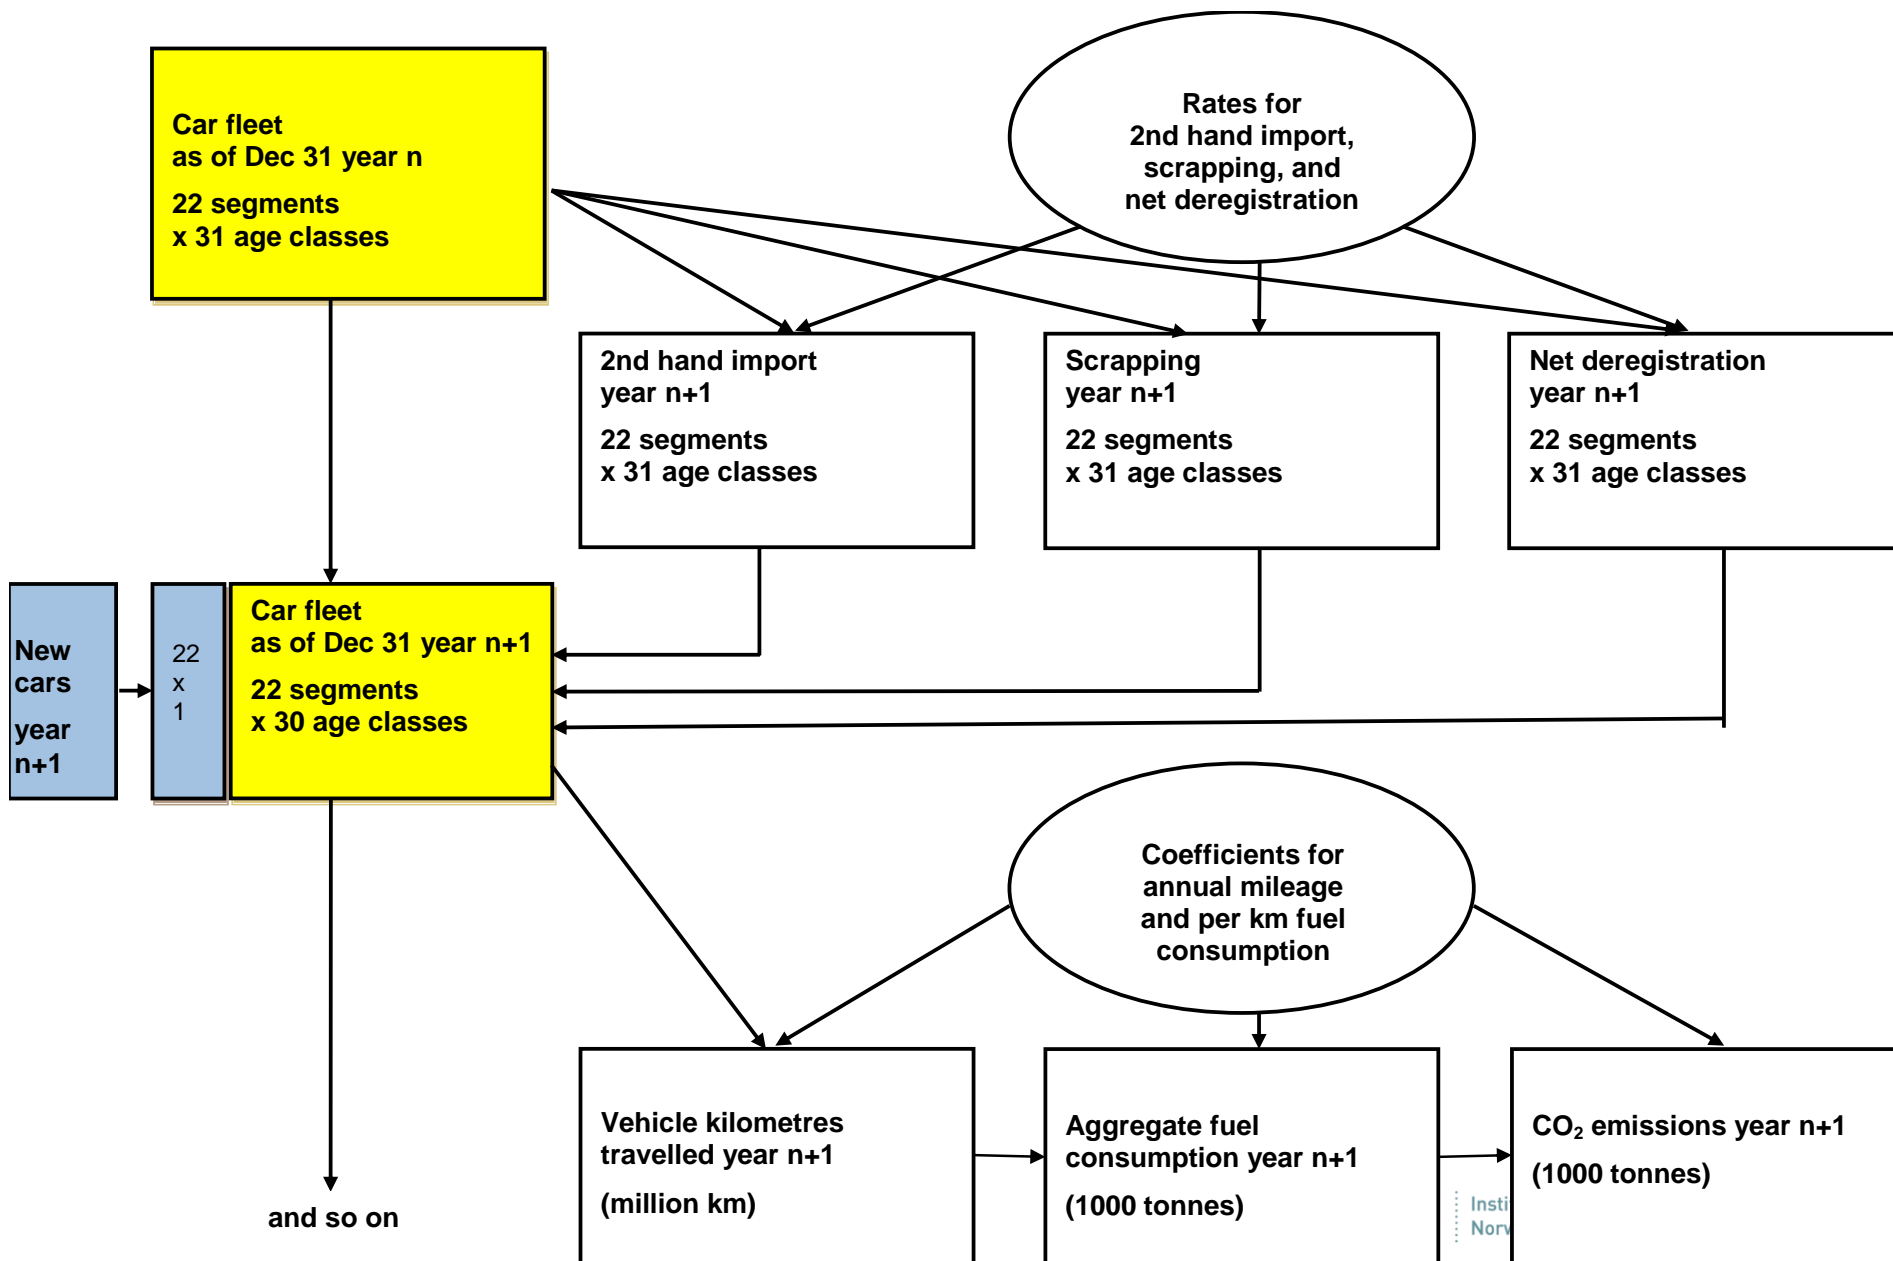 Car fleet
as of Dec 31 year n
22 segments
x 31 age classes
Rates for
2nd hand import,
scrapping, and
net deregistration
2nd hand import
year n+1
22 segments
x 31 age classes
Scrapping
year n+1
22 segments
x 31 age classes
Net deregistration
year n+1
22 segments
x 31 age classes
New
cars
year
n+1
22
x
1
Car fleet
as of Dec 31 year n+1
22 segments
x 30 age classes
Coefficients for
annual mileage
and per km fuel
consumption
Vehicle kilometres
travelled year n+1
(million km)
Aggregate fuel
consumption year n+1
(1000 tonnes)
CO₂ emissions year n+1
(1000 tonnes)
and so on